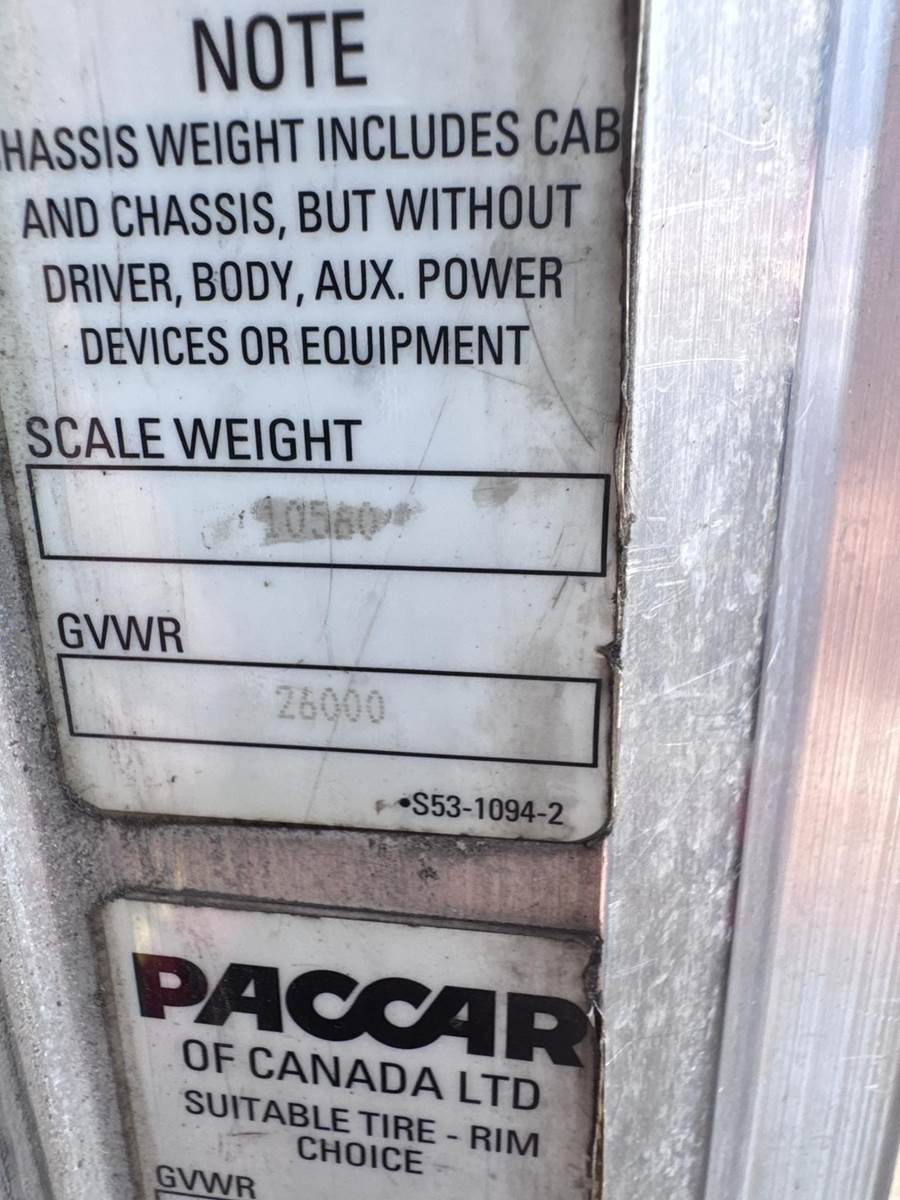 NOTE
CHASSIS WEIGHT INCLUDES CAB
AND CHASSIS, BUT WITHOUT
DRIVER, BODY, AUX. POWER
DEVICES OR EQUIPMENT
SCALE WEIGHT
GVWR
26000
•S53-1094-2
PACCAR
OF CANADA LTD
SUITABLE TIRE - RIM
CHOICE
GVWR